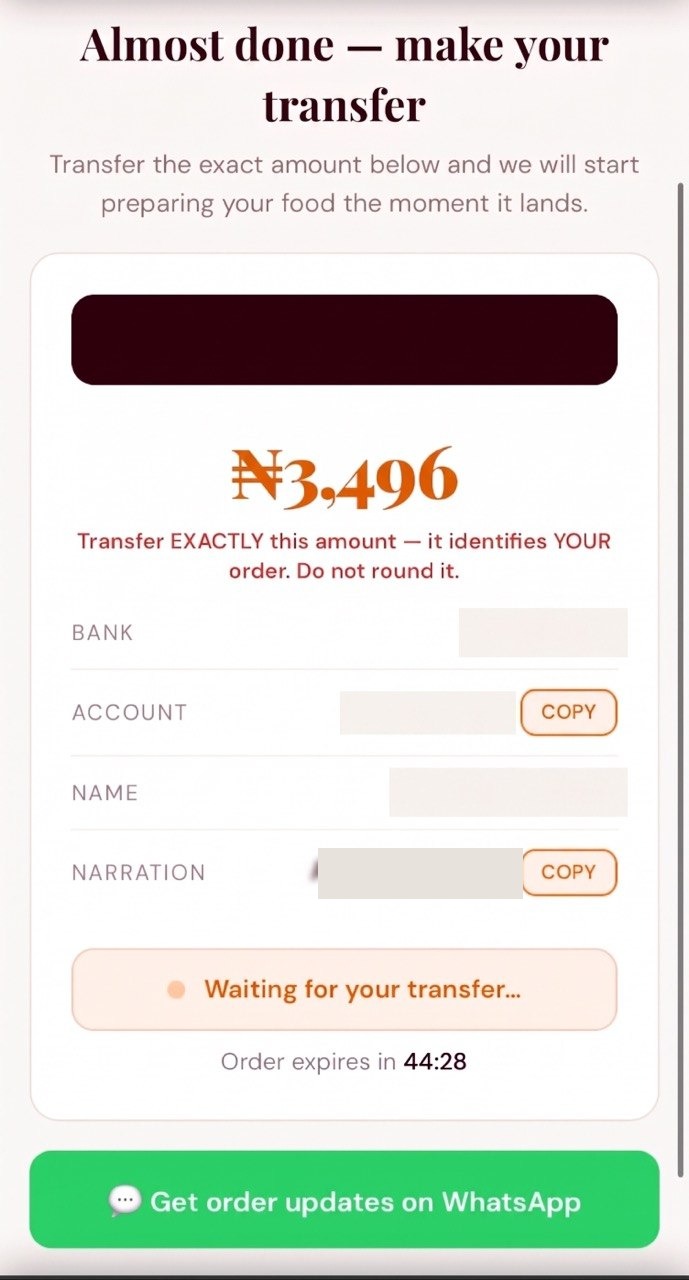 Almost done — make your
transfer
Transfer the exact amount below and we will start
preparing your food the moment it lands.
₦3,496
Transfer EXACTLY this amount — it identifies YOUR
order. Do not round it.
BANK
ACCOUNT
COPY
NAME
NARRATION
COPY
Waiting for your transfer...
Order expires in 44:28
Get order updates on WhatsApp